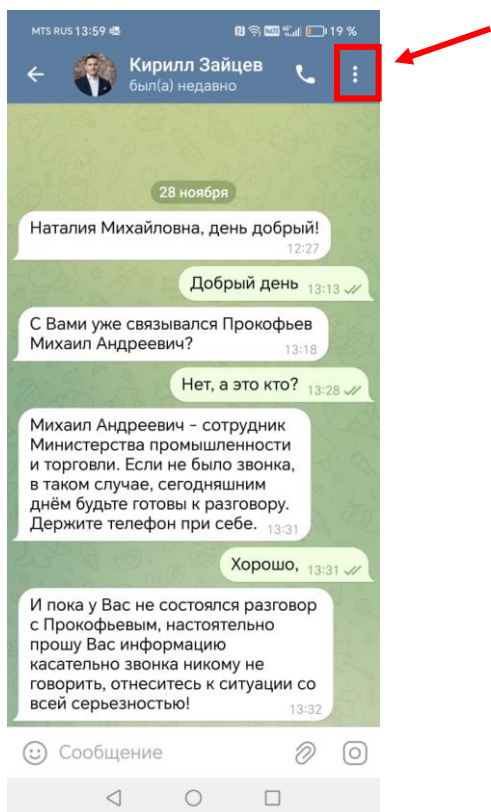 MTS RUS 13:59
19 %
Кирилл Зайцев
был(а) недавно
28 ноября
Наталия Михайловна, день добрый!
12:27
Добрый день 13:13
С Вами уже связывался Прокофьев
Михаил Андреевич?
13:18
Нет, а это кто? 13:28
Михаил Андреевич – сотрудник
Министерства промышленности
и торговли. Если не было звонка,
в таком случае, сегодняшним
днём будьте готовы к разговору.
Держите телефон при себе. 13:31
Хорошо, 13:31
И пока у Вас не состоялся разговор
с Прокофьевым, настоятельно
прошу Вас информацию
касательно звонка никому не
говорить, отнеситесь к ситуации со
всей серьезностью!
13:32
Сообщение